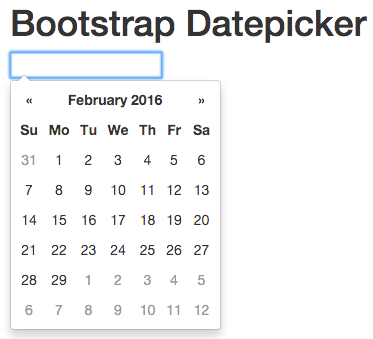 Bootstrap Datepicker
« February 2016 »
Su Mo Tu We Th Fr Sa
31 1 2 3 4 5 6
7 8 9 10 11 12 13
14 15 16 17 18 19 20
21 22 23 24 25 26 27
28 29 1 2 3 4 5
6 7 8 9 10 11 12